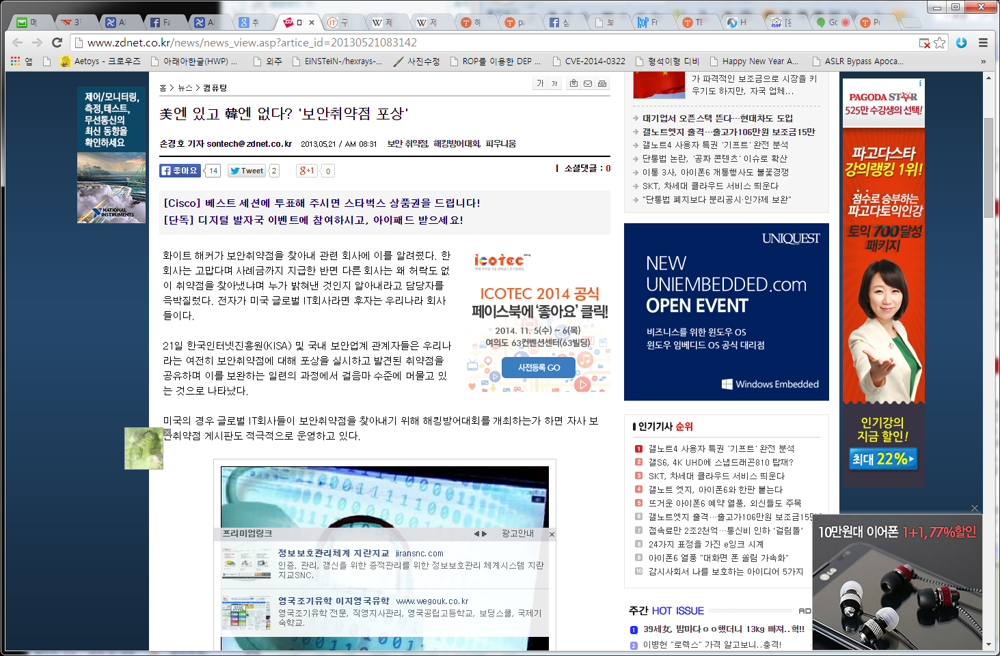 메
3
Al
Fa
Al
취
미
구
제
제
하
pa
심
보
Fr
TE
H
[운
Go
Po
www.zdnet.co.kr/news/news_view.asp?artice_id=20130521083142
앱
Aetoys - 크로우즈
아래아한글(HWP) ...
외주
EiNSTeiN-/hexrays-...
사진수정
ROP를 이용한 DEP ...
CVE-2014-0322
형석이형 디비
Happy New Year A...
ASLR Bypass Apoca...
»
제어/모니터링,
측정,테스트,
무선통신의
최신 동향을
확인하세요
NATIONAL
INSTRUMENTS
홈 > 뉴스 > 컴퓨팅
가 가
美엔 있고 韓엔 없다? '보안취약점 포상'
손경호 기자 sontech@zdnet.co.kr 2013.05.21 / AM 08:31 보안 취약점, 해킹방어대회, 피우니움
좋아요 14 Tweet 2 g+1 0
소셜댓글 : 0
[Cisco] 베스트 세션에 투표해 주시면 스타벅스 상품권을 드립니다!
[단독] 디지털 발자국 이벤트에 참여하시고, 아이패드 받으세요!
화이트 해커가 보안취약점을 찾아내 관련 회사에 이를 알려줬다. 한
회사는 고맙다며 사례금까지 지급한 반면 다른 회사는 왜 허락도 없
이 취약점을 찾아냈냐며 누가 밝혀낸 것인지 알아내라고 담당자를
윽박질렀다. 전자가 미국 글로벌 IT회사라면 후자는 우리나라 회사
들이다.
21일 한국인터넷진흥원(KISA) 및 국내 보안업계 관계자들은 우리나
라는 여전히 보안취약점에 대해 포상을 실시하고 발견된 취약점을
공유하며 이를 보완하는 일련의 과정에서 걸음마 수준에 머물고 있
는 것으로 나타났다.
미국의 경우 글로벌 IT회사들이 보안취약점을 찾아내기 위해 해킹방어대회를 개최하는가 하면 자사 보
안취약점 게시판도 적극적으로 운영하고 있다.
icotec 2014
ICOTEC 2014 공식
페이스북에 '좋아요' 클릭!
2014. 11. 5(수) ~ 6(목)
여의도 63컨벤션센터(63빌딩)
사전등록 GO
프리미엄링크
광고안내
정보보호관리체계 지란지교 jiransnc.com
인증, 관리, 갱신을 위한 증적관리를 위한 정보보호관리 체계시스템 지란
지교SNC.
영국조기유학 이지영국유학 www.wegouk.co.kr
영국조기유학 전문, 직영지사관리, 영국공립고등학교, 보딩스쿨, 국제기
숙학교.
가 파격적인 보조금으로 시장을 키
우기도 하지만, 자국 업체...
대기업서 오픈스택 뜬다…현대차도 도입
갤노트엣지 출격…출고가106만원 보조금15만
갤노트4 사용자 특권 '기프트' 완전 분석
단통법 논란, '공짜 콘텐츠' 이슈로 확산
이통 3사, 아이폰6 개통행사도 불꽃경쟁
SKT, 차세대 클라우드 서비스 띄운다
"단통법 폐지보다 분리공시·인가제 보완"
UNIQUEST
NEW
UNIEMBEDDED.com
OPEN EVENT
비즈니스를 위한 윈도우 OS
윈도우 임베디드 OS 공식 대리점
Windows Embedded
인기기사 순위
1 갤노트4 사용자 특권 '기프트' 완전 분석
2 갤S6, 4K UHD에 스냅드래곤810 탑재?
3 SKT, 차세대 클라우드 서비스 띄운다
4 갤노트 엣지, 아이폰6와 한판 붙는다
5 뜨거운 아이폰6 예약 열풍, 외신들도 주목
6 갤노트엣지 출격…출고가106만원 보조금15만
7 접속료만 2조2천억…통신비 인하 '걸림돌'
8 24가지 표정을 가진 e잉크 시계
9 아이폰6 열풍 "대화면 폰 쏠림 가속화"
10 감시사회서 나를 보호하는 아이디어 5가지
주간 HOT ISSUE
AD
1 39세女, 밤마다ㅇㅇ했더니 13kg 빠져..헉!!
2 이병헌 "로렉스" 가격 알고보니..충격!
PAGODA STAR
525만 수강생의 선택!
파고다스타
강의랭킹 1위!
점수로 승부하는
파고다토익인강
토익 700 달성
패키지
인기강의
지금 할인!
최대 22%
10만원대 이어폰 1+1, 77%할인
LG